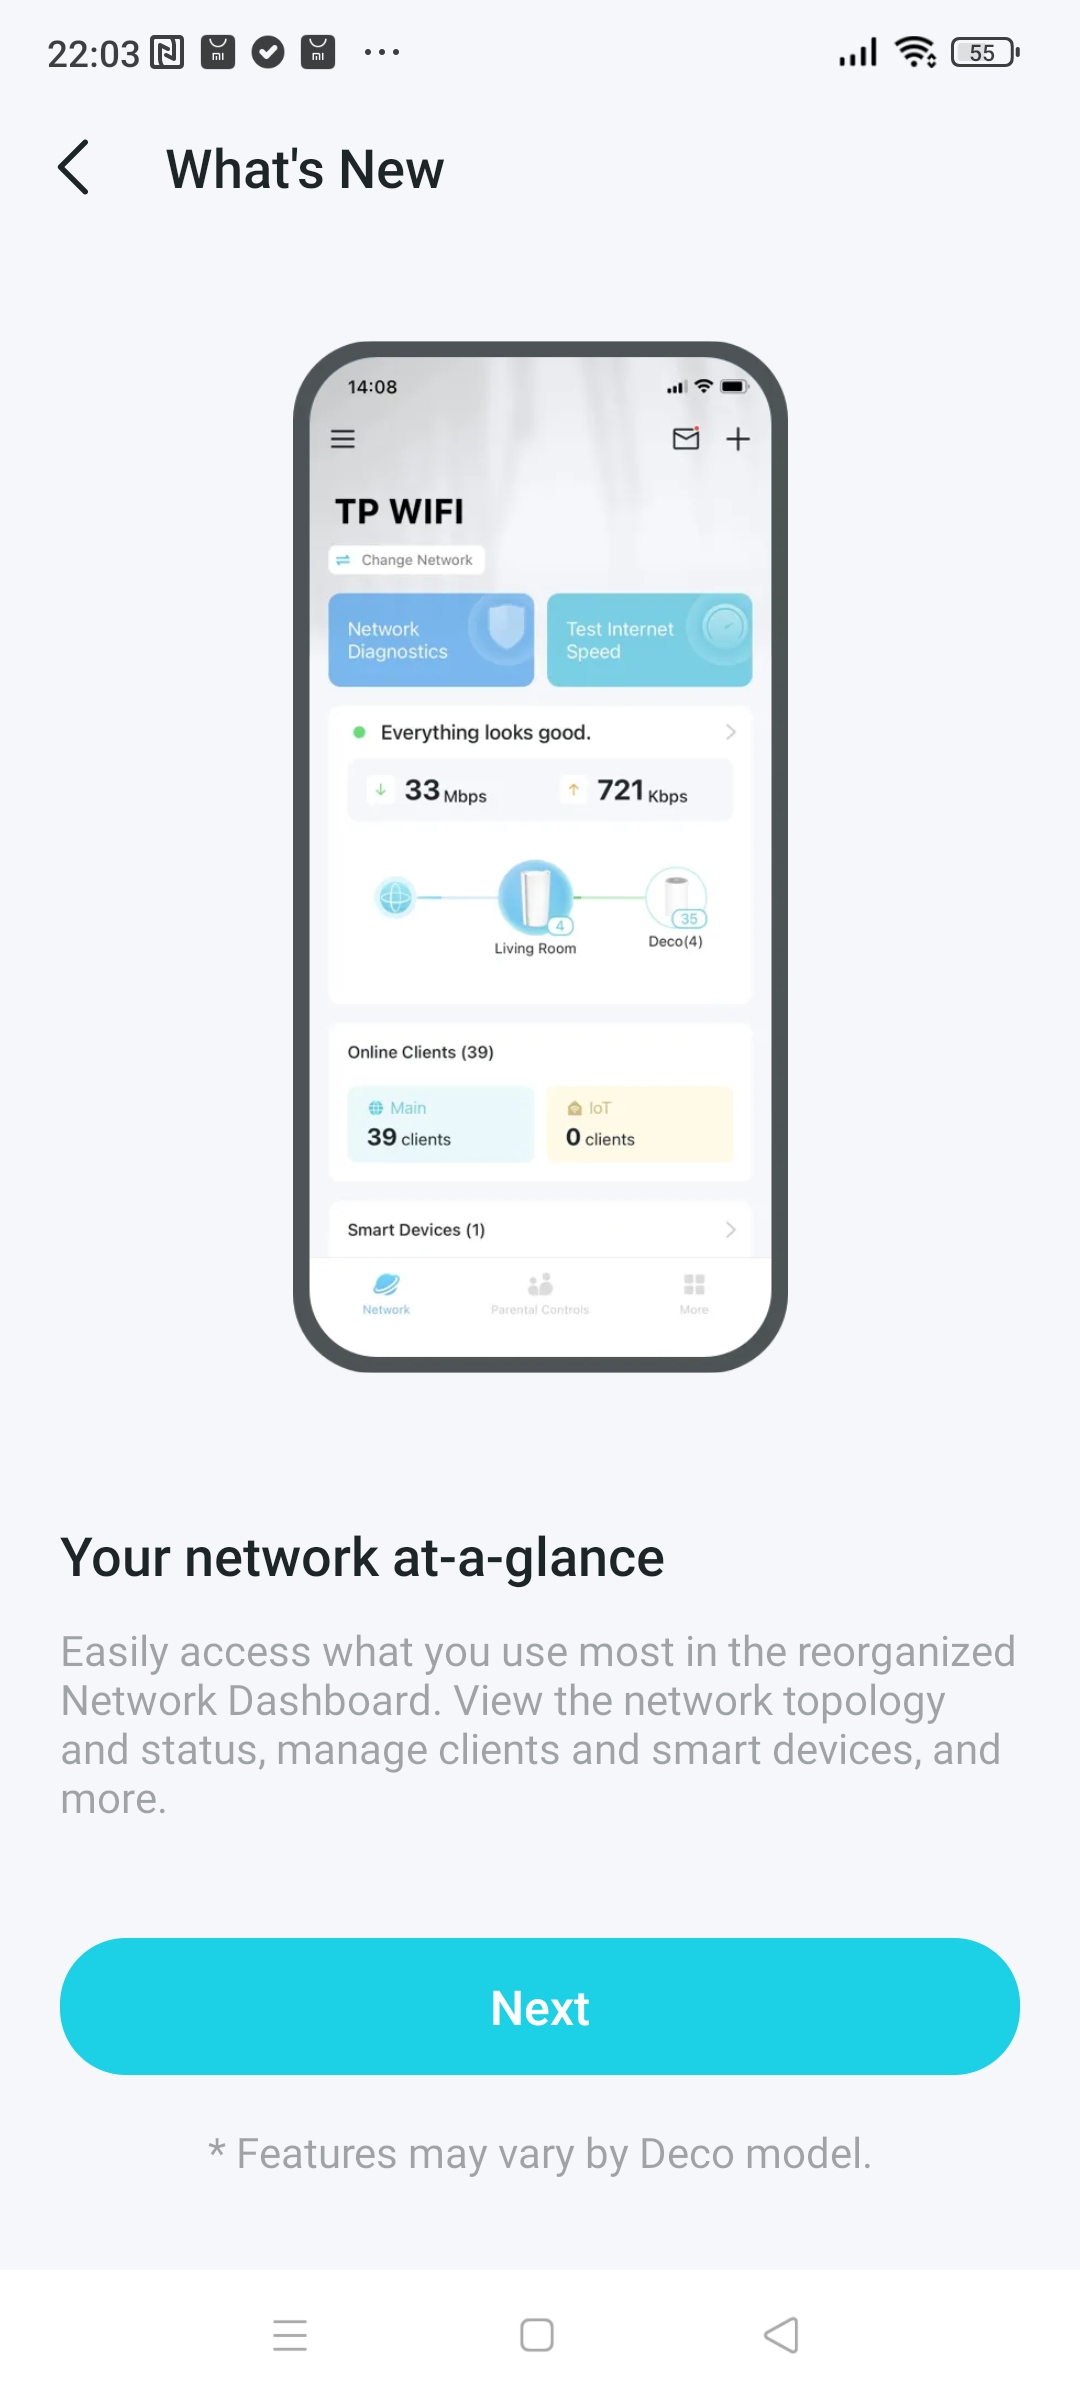 22:03
mi
mi
55
What's New
14:08
TP WIFI
Change Network
Network
Diagnostics
Test Internet
Speed
Everything looks good.
33 Mbps
721 Kbps
4
35
Living Room
Deco(4)
Online Clients (39)
Main
39 clients
IoT
0 clients
Smart Devices (1)
Network
Parental Controls
More
Your network at-a-glance
Easily access what you use most in the reorganized
Network Dashboard. View the network topology
and status, manage clients and smart devices, and
more.
Next
* Features may vary by Deco model.